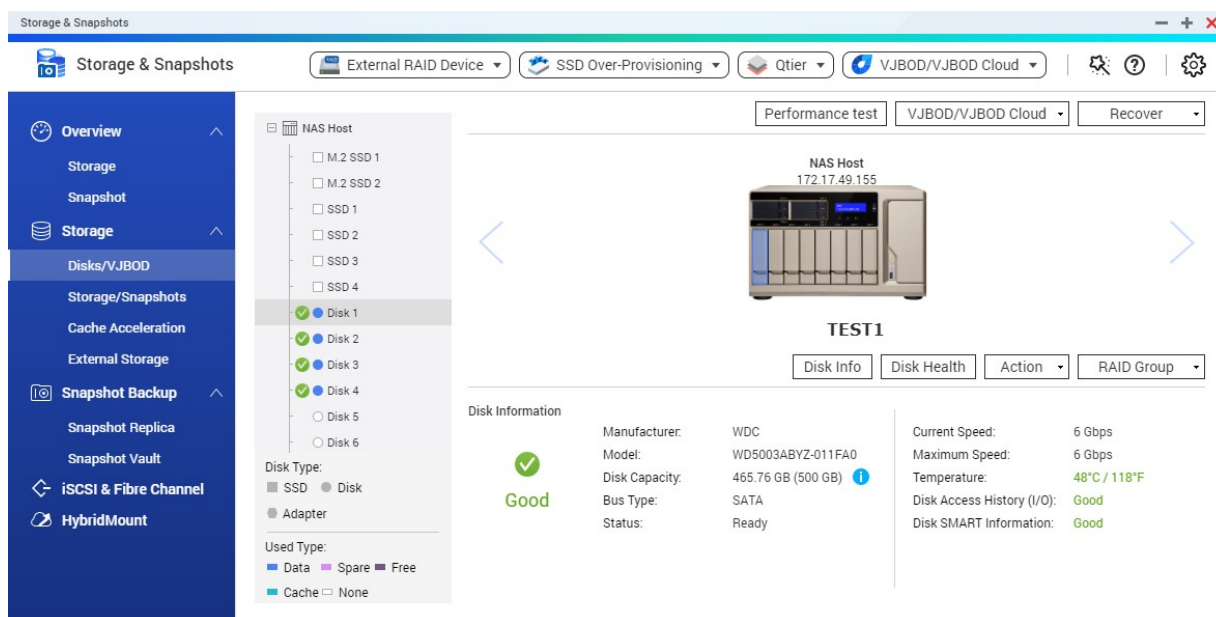 Storage & Snapshots
Storage & Snapshots
External RAID Device
SSD Over-Provisioning
Qtier
VJBOD/VJBOD Cloud
Overview
Storage
Snapshot
Storage
Disks/VJBOD
Storage/Snapshots
Cache Acceleration
External Storage
Snapshot Backup
Snapshot Replica
Snapshot Vault
iSCSI & Fibre Channel
HybridMount
NAS Host
M.2 SSD 1
M.2 SSD 2
SSD 1
SSD 2
SSD 3
SSD 4
Disk 1
Disk 2
Disk 3
Disk 4
Disk 5
Disk 6
Disk Type:
SSD Disk
Adapter
Used Type:
Data Spare Free
Cache None
Performance test
VJBOD/VJBOD Cloud
Recover
NAS Host
172.17.49.155
TEST1
Disk Info
Disk Health
Action
RAID Group
Disk Information
Good
Manufacturer: WDC
Model: WD5003ABYZ-011FA0
Disk Capacity: 465.76 GB (500 GB)
Bus Type: SATA
Status: Ready
Current Speed: 6 Gbps
Maximum Speed: 6 Gbps
Temperature: 48°C / 118°F
Disk Access History (I/O): Good
Disk SMART Information: Good